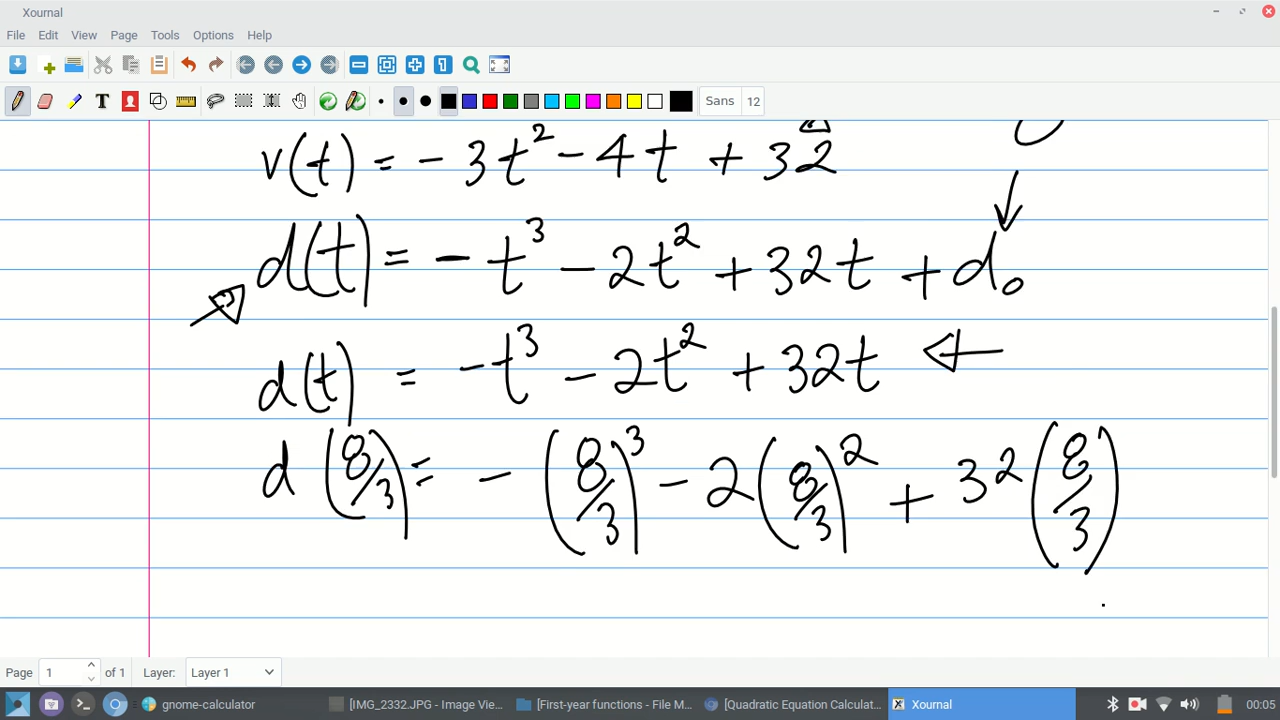 Xournal
File Edit View Page Tools Options Help
Sans 12
v(t) = - 3t² - 4t + 32
d(t) = - t³ - 2t² + 32t + d₀
d(t) = -t³ - 2t² + 32t
d(8/3) = - (8/3)³ - 2(8/3)² + 32(8/3)
Page 1 of 1 Layer: Layer 1
gnome-calculator [IMG_2332.JPG - Image Vie... [First-year functions - File M... [Quadratic Equation Calculat... Xournal 00:05